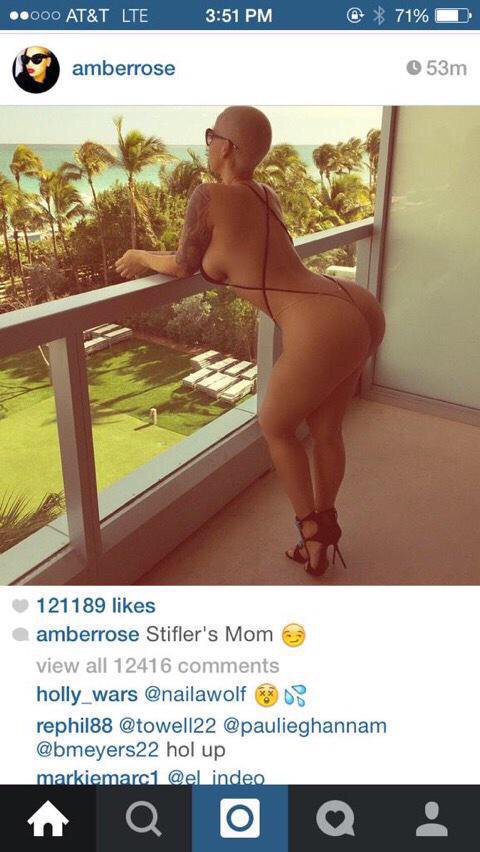 AT&T LTE 3:51 PM 71%
amberrose 53m
121189 likes
amberrose Stifler's Mom 😏
view all 12416 comments
holly_wars @nailawolf 😲💦
rephil88 @towell22 @paulieghannam
@bmeyers22 hol up
markiemarc1 @el_indeo